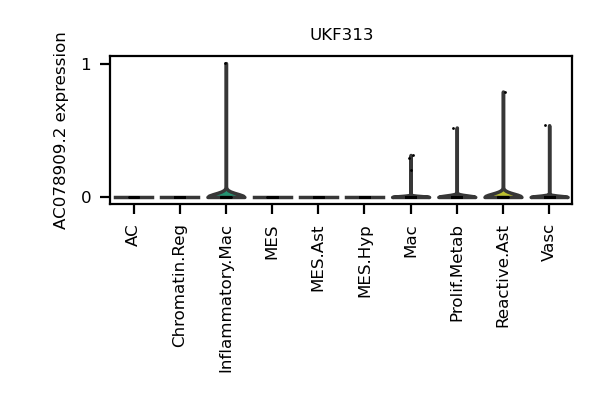 UKF313
AC078909.2 expression
1
0
AC
Chromatin.Reg
Inflammatory.Mac
MES
MES.Ast
MES.Hyp
Mac
Prolif.Metab
Reactive.Ast
Vasc